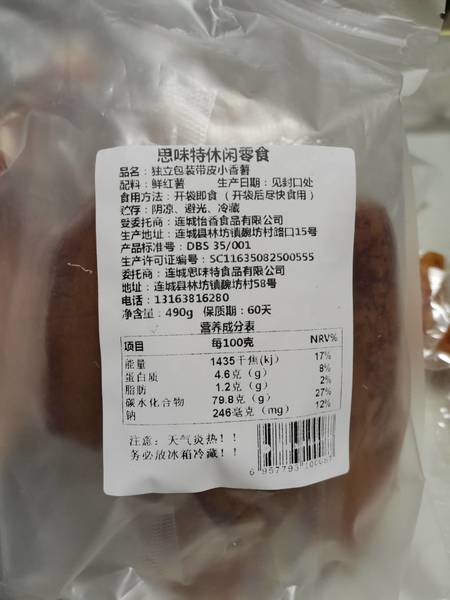 思味特休闲零食
品名：独立包装带皮小香薯
配料：鲜红薯 生产日期：见封口处
食用方法：开袋即食（开袋后尽快食用）
贮存：阴凉、避光、冷藏
受委托商：连城怡香食品有限公司
生产地址：连城县林坊镇魏坊村路口15号
产品标准号：DBS 35/001
生产许可证编号：SC11635082500555
委托商：连城思味特食品有限公司
地址：连城县林坊镇魏坊村58号
电话：13163816280
净含量：490g 保质期：60天
营养成分表
项目 每100克 NRV%
能量 1435千焦(kj) 17%
蛋白质 4.6克（g） 8%
脂肪 1.2克（g） 2%
碳水化合物 79.8克（g） 27%
钠 246毫克（mg） 12%
注意：天气炎热！！
务必放冰箱冷藏！！